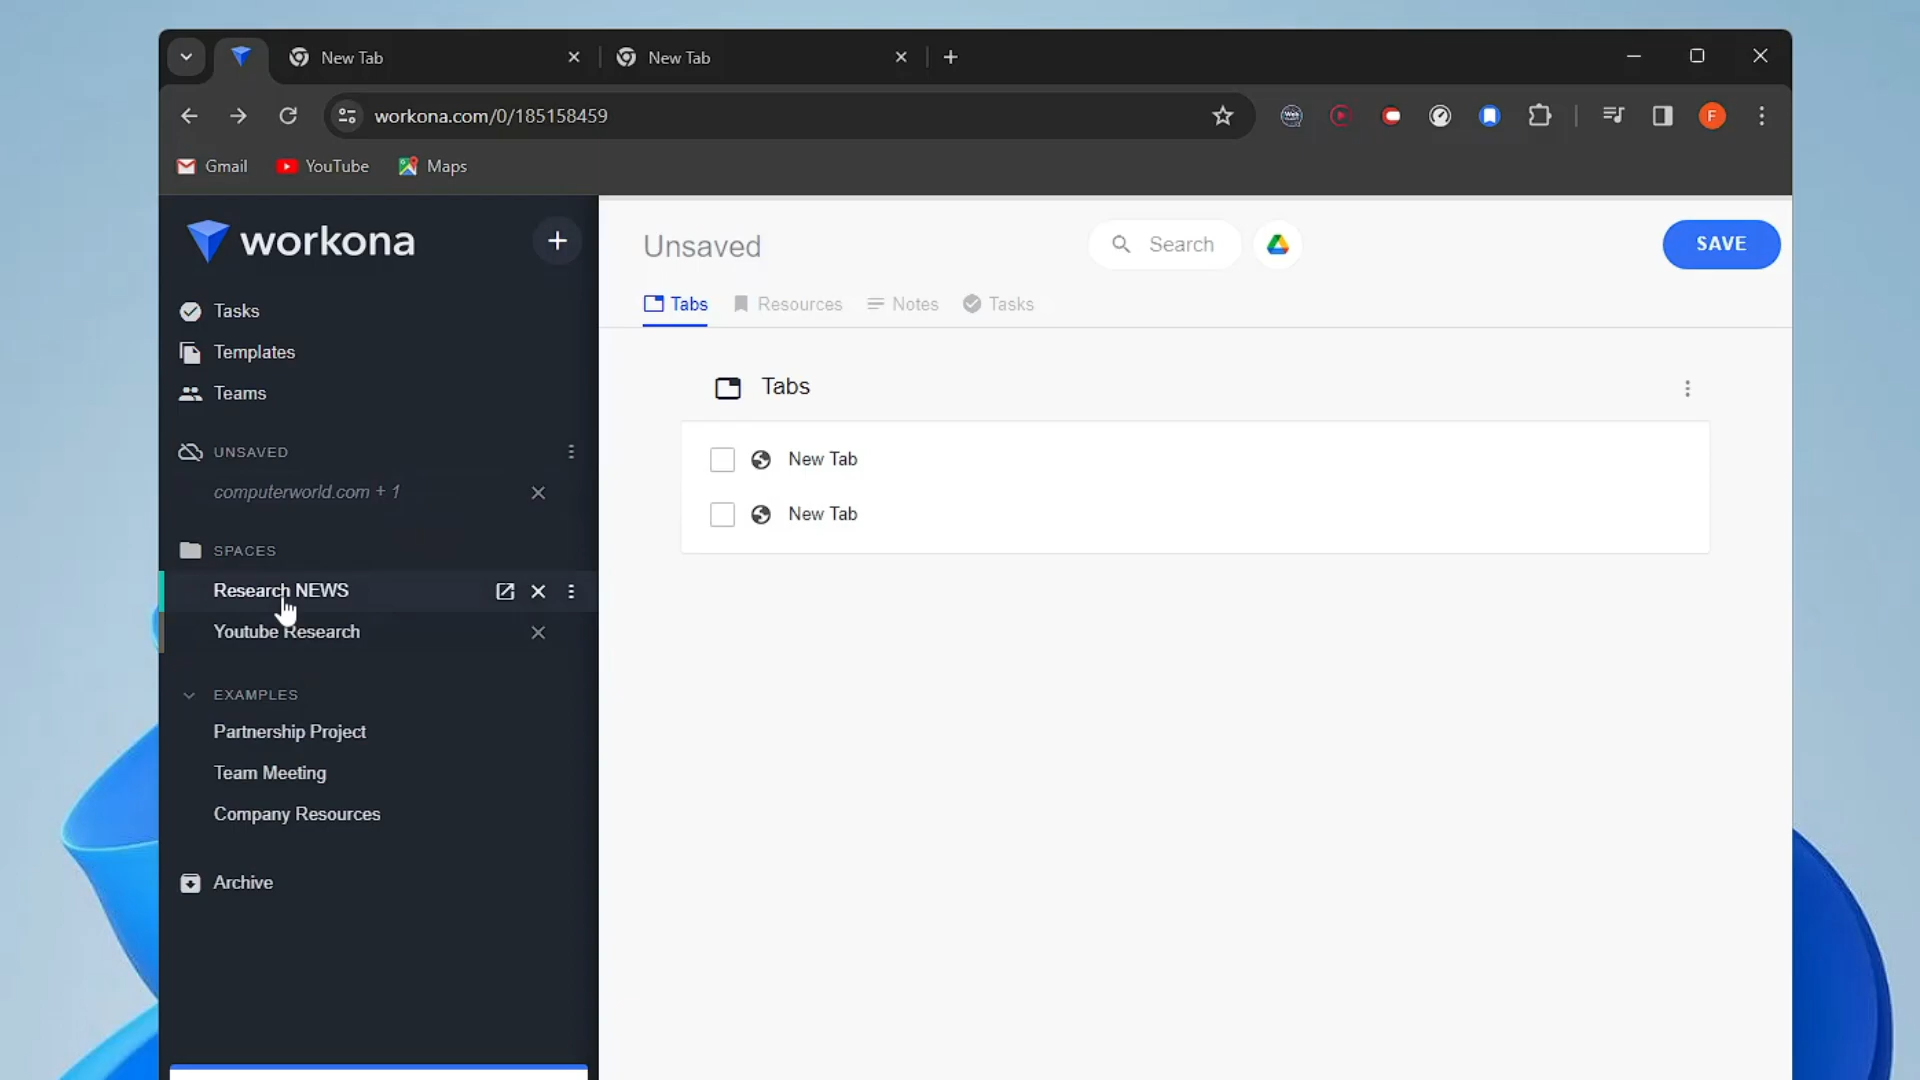 New Tab
New Tab
workona.com/0/185158459
F
Gmail
YouTube
Maps
workona
Tasks
Templates
Teams
UNSAVED
computerworld.com + 1
SPACES
Research NEWS
Youtube Research
EXAMPLES
Partnership Project
Team Meeting
Company Resources
Archive
Unsaved
Search
SAVE
Tabs
Resources
Notes
Tasks
Tabs
New Tab
New Tab